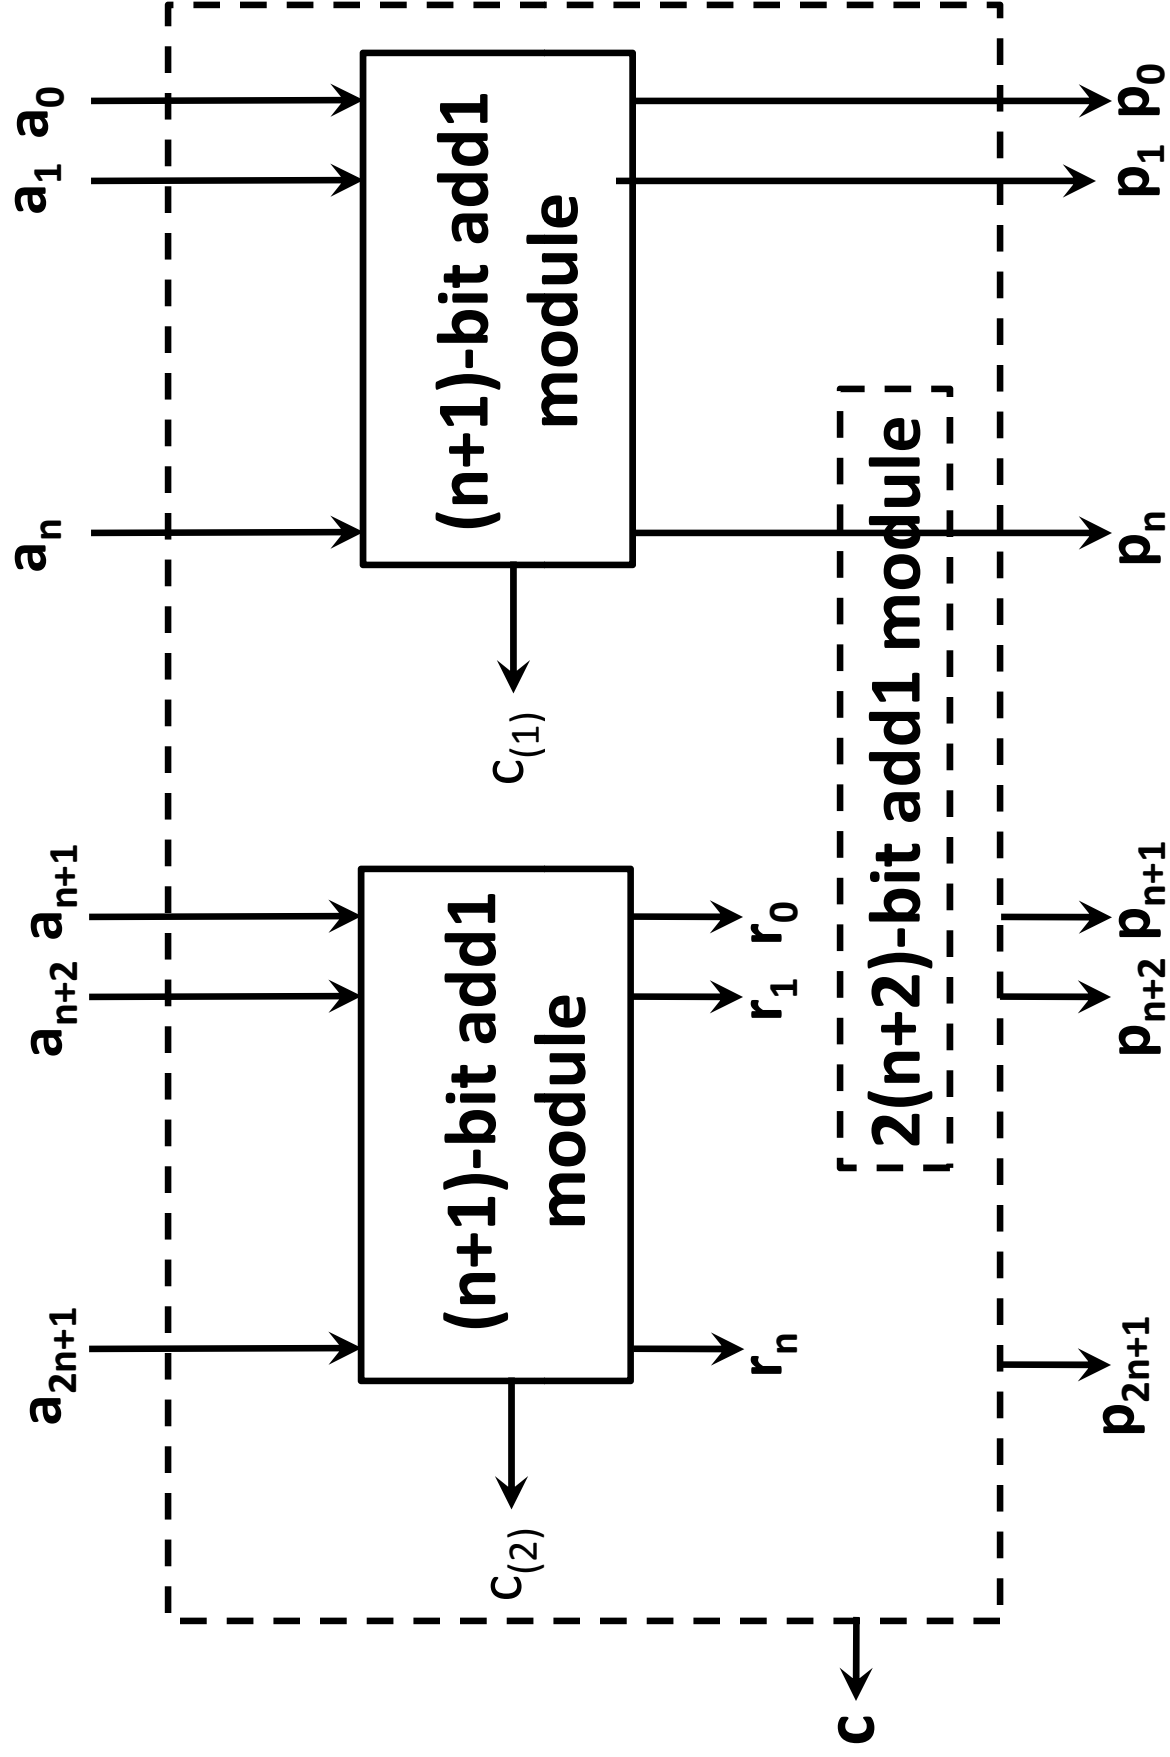 a₂ₙ₊₁ aₙ₊₂ aₙ₊₁ aₙ a₁ a₀
(n+1)-bit add1
module
(n+1)-bit add1
module
c₍₂₎ c₍₁₎
rₙ r₁ r₀
2(n+2)-bit add1 module
c
p₂ₙ₊₁ pₙ₊₂ pₙ₊₁ pₙ p₁ p₀